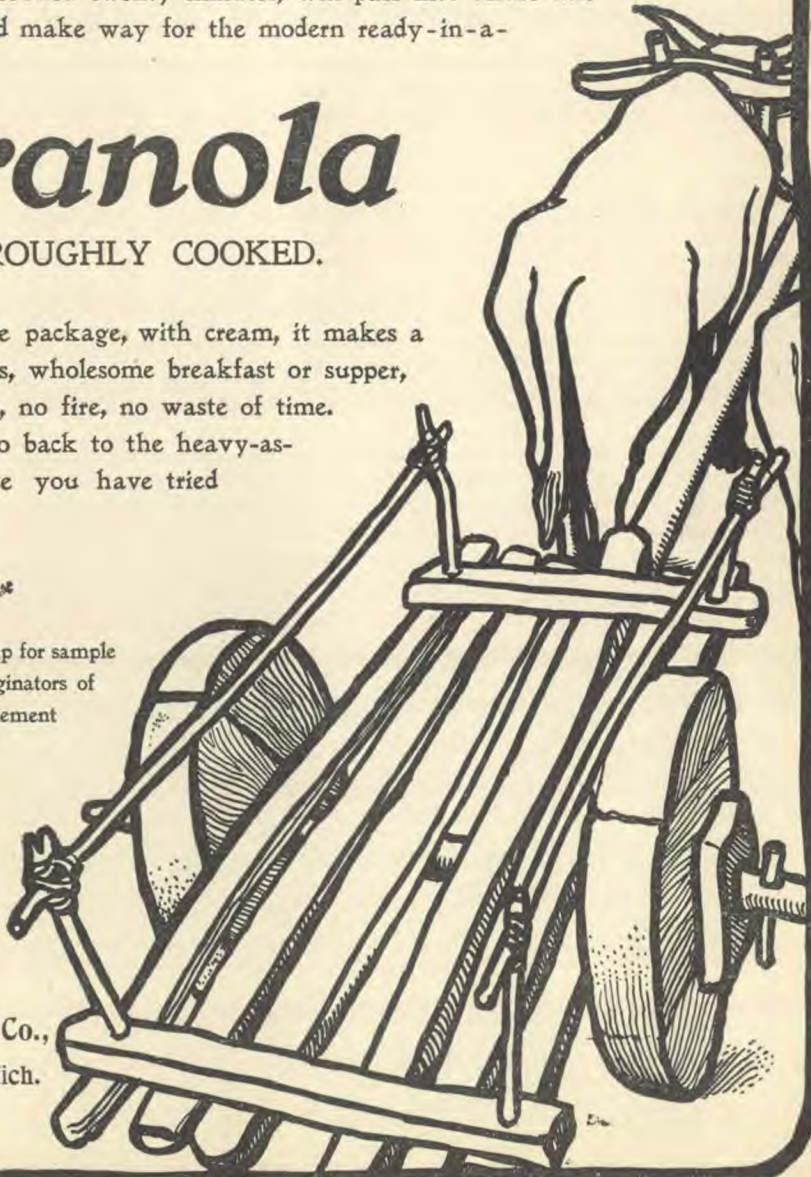 d make way for the modern ready-in-a-
ranola
ROUGHLY COOKED.
e package, with cream, it makes a
s, wholesome breakfast or supper,
, no fire, no waste of time.
o back to the heavy-as-
e you have tried
p for sample
ginators of
ement
Co.,
ich.